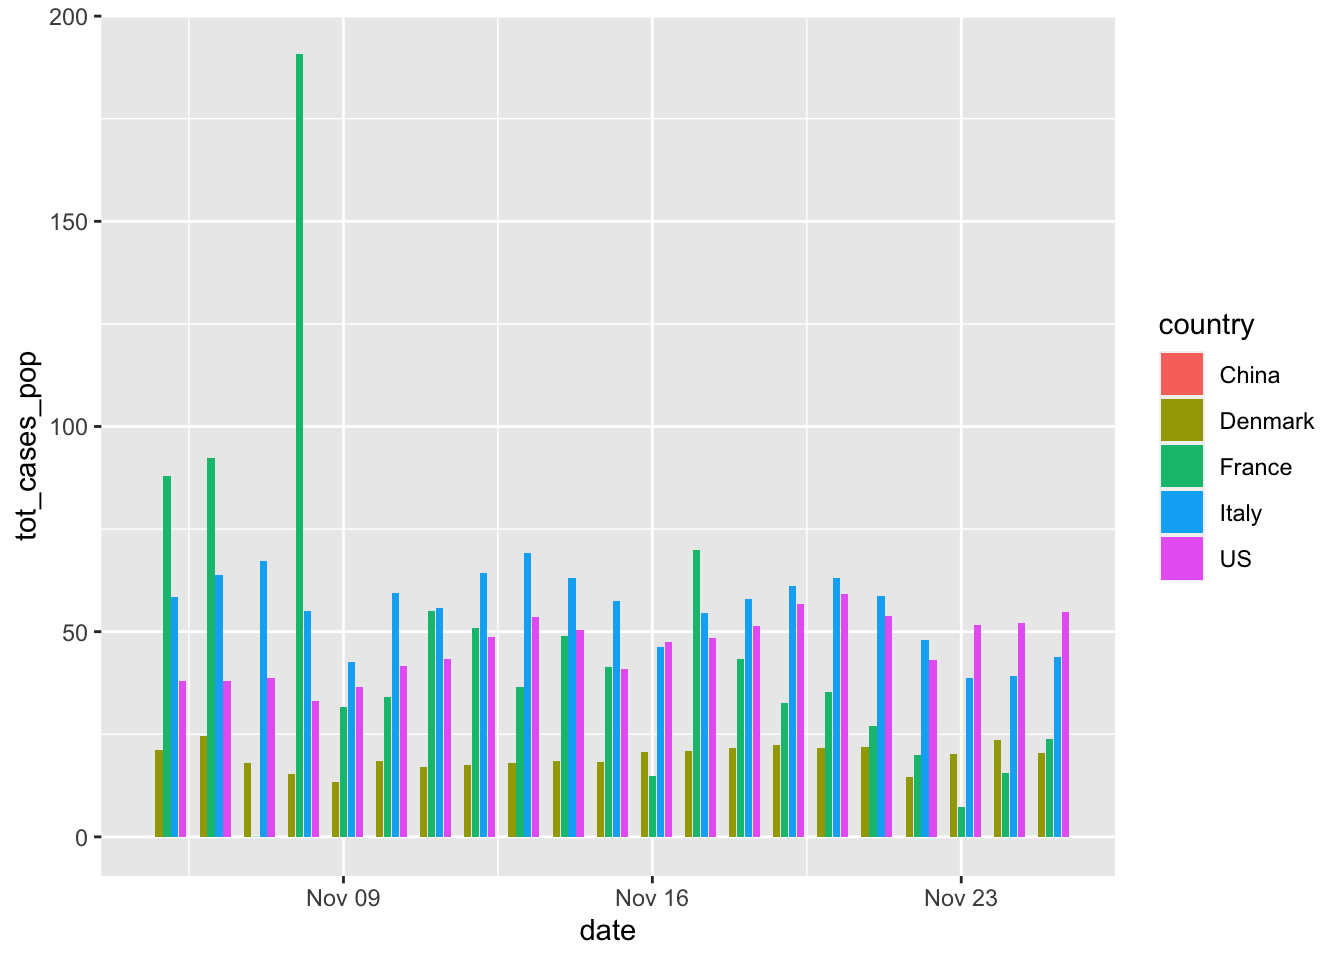 200
150
100
50
0
tot_cases_pop
Nov 09
Nov 16
Nov 23
date
country
China
Denmark
France
Italy
US